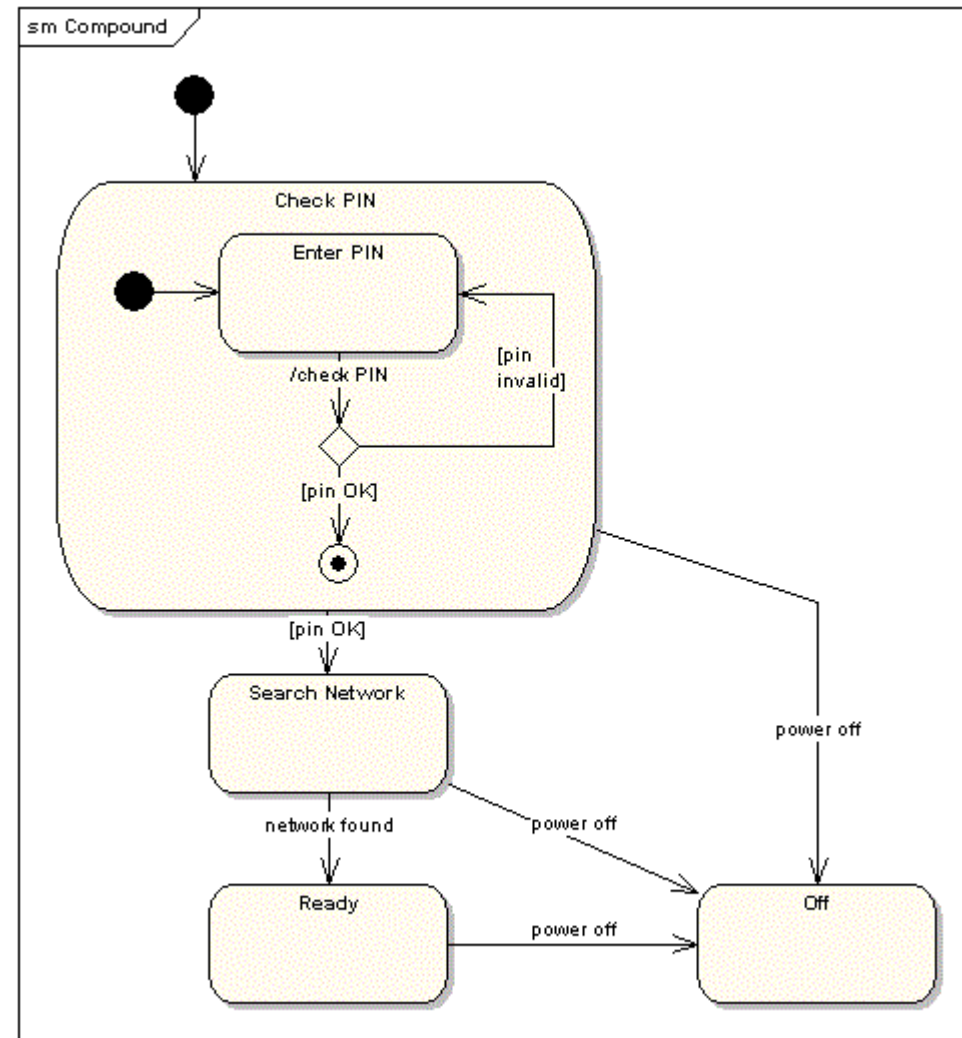 sm Compound
Check PIN
Enter PIN
[pin
invalid]
/check PIN
[pin OK]
[pin OK]
Search Network
power off
network found
power off
Ready
Off
power off